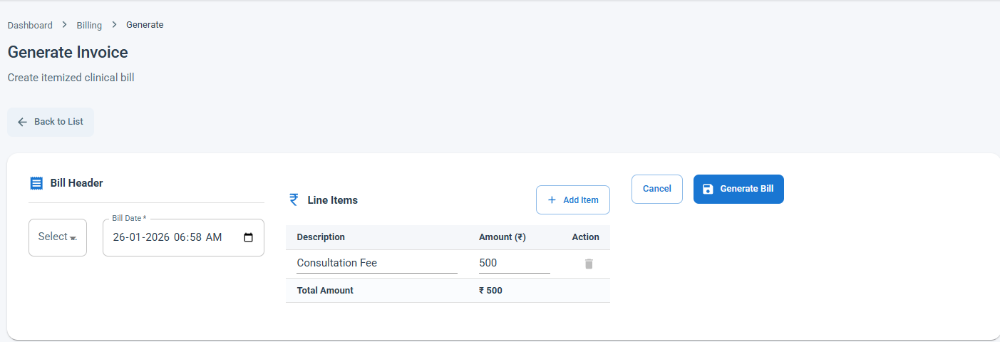 Dashboard > Billing > Generate
Generate Invoice
Create itemized clinical bill
← Back to List
Bill Header
Select ..
Bill Date *
26-01-2026 06:58 AM
₹ Line Items
+ Add Item
Description Amount (₹) Action
Consultation Fee 500
Total Amount ₹ 500
Cancel
Generate Bill